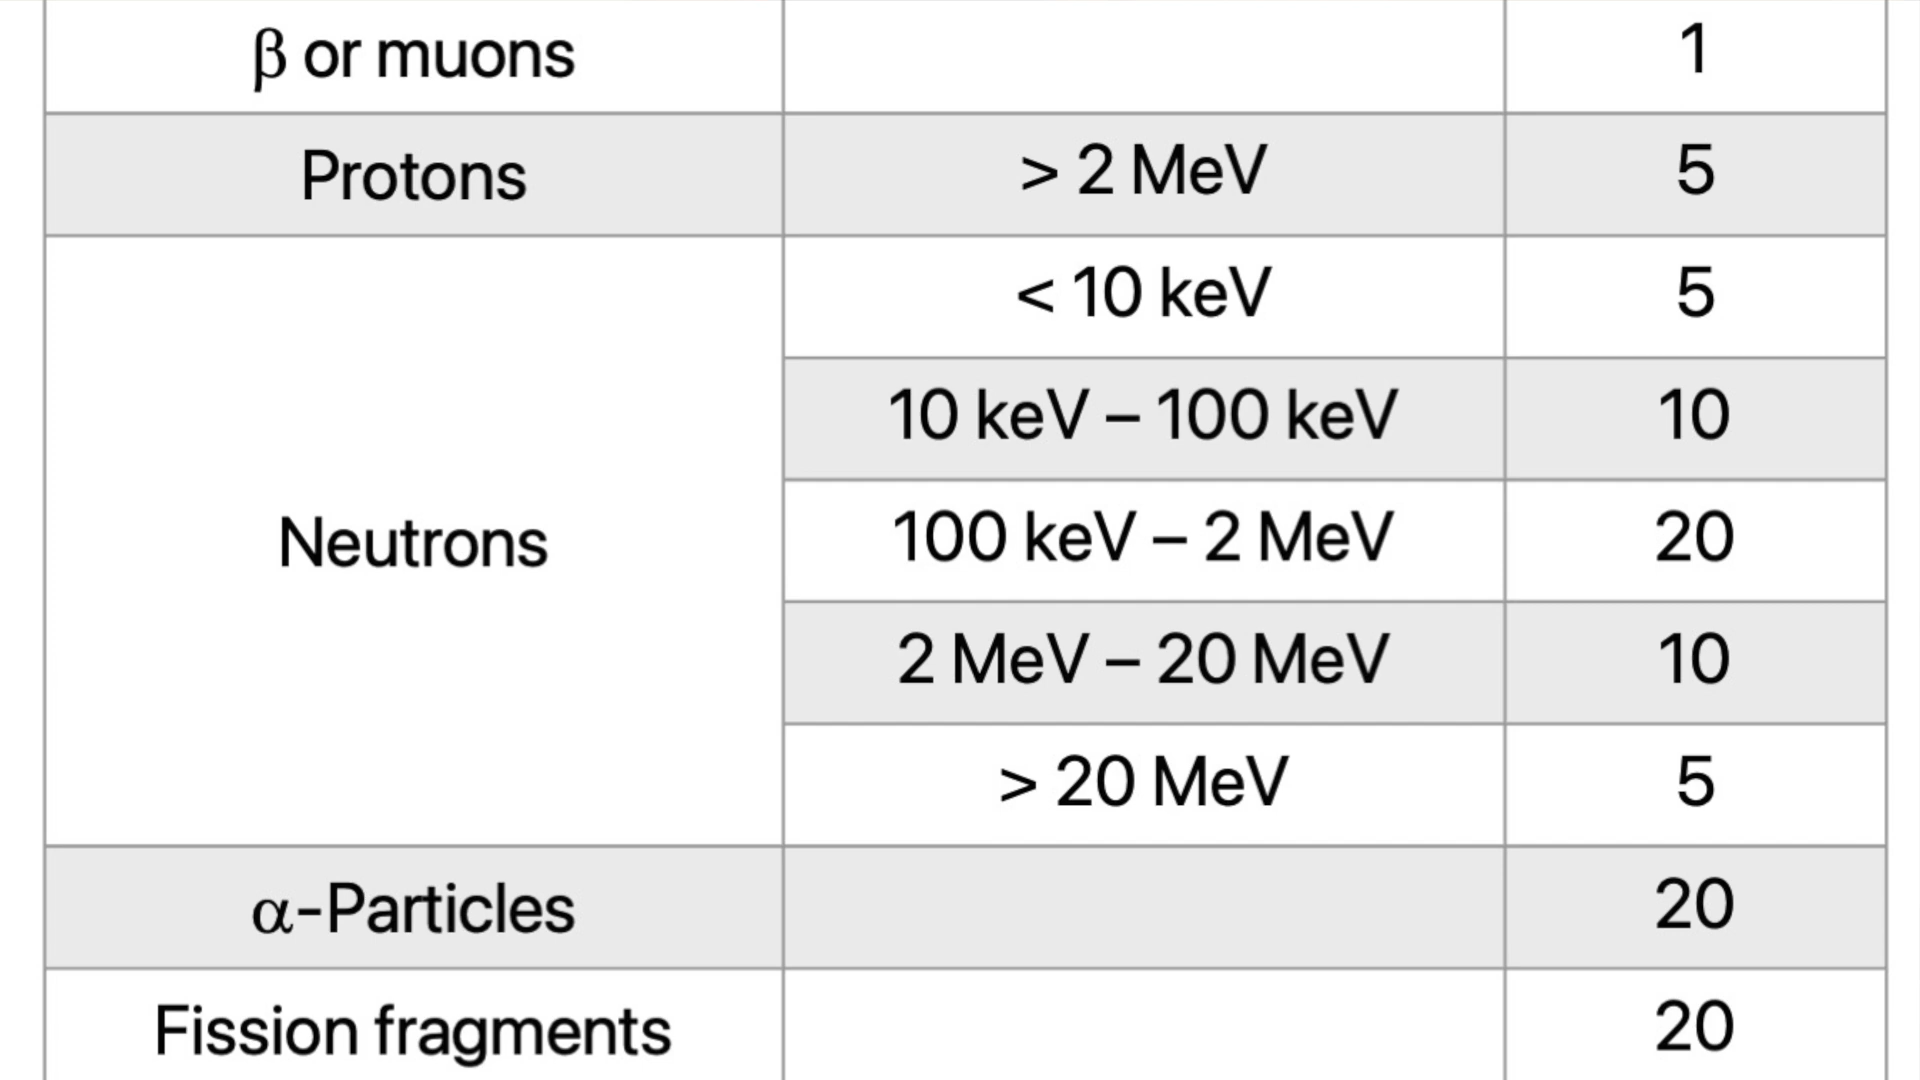 β or muons 1
Protons > 2 MeV 5
< 10 keV 5
10 keV – 100 keV 10
Neutrons 100 keV – 2 MeV 20
2 MeV – 20 MeV 10
> 20 MeV 5
α-Particles 20
Fission fragments 20